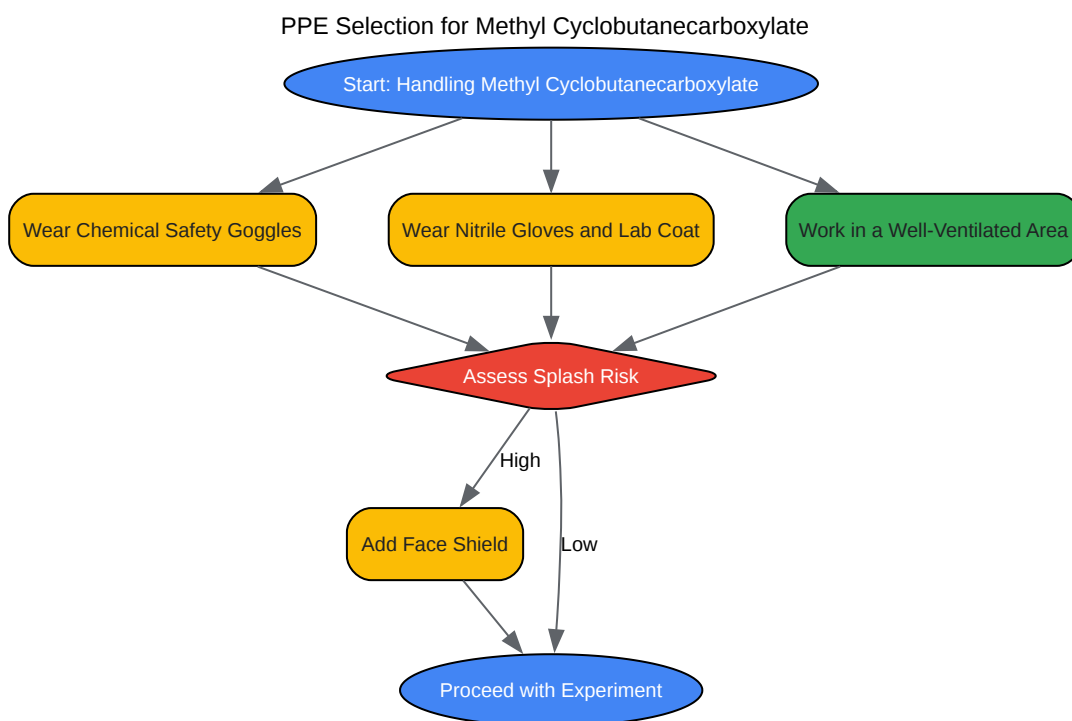 PPE Selection for Methyl Cyclobutanecarboxylate
Start: Handling Methyl Cyclobutanecarboxylate
Wear Chemical Safety Goggles
Wear Nitrile Gloves and Lab Coat
Work in a Well-Ventilated Area
Assess Splash Risk
High
Add Face Shield
Low
Proceed with Experiment